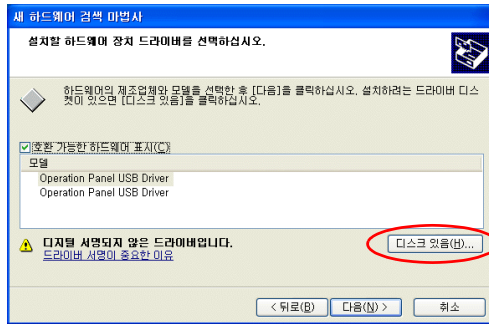 새 하드웨어 검색 마법사
설치할 하드웨어 장치 드라이버를 선택하십시오.
하드웨어의 제조업체와 모델을 선택한 후 [다음]을 클릭하십시오. 설치하려는 드라이버 디스
켓이 있으면 [디스크 있음]을 클릭하십시오.
호환 가능한 하드웨어 표시(C)
모델
Operation Panel USB Driver
Operation Panel USB Driver
디지털 서명되지 않은 드라이버입니다.
드라이버 서명이 중요한 이유
디스크 있음(H)...
< 뒤로(B)
다음(N) >
취소